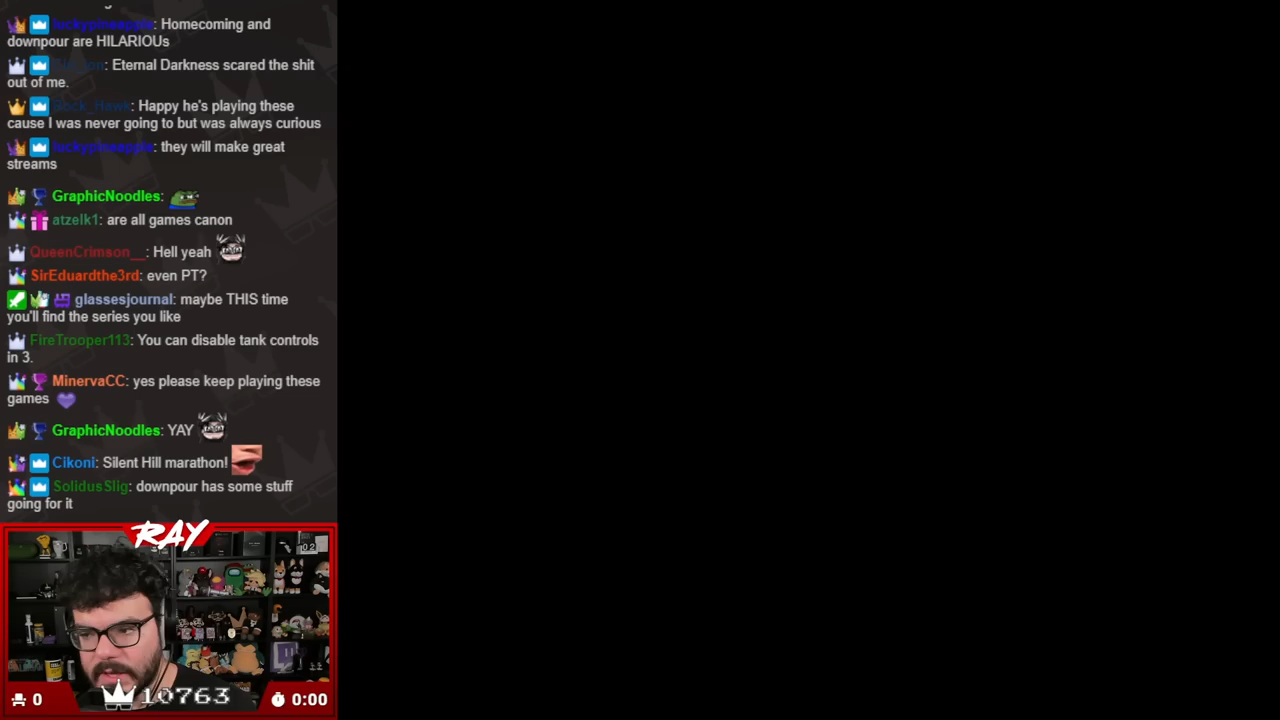 luckypineapple: Homecoming and
downpour are HILARIOUs
: Eternal Darkness scared the shit
out of me.
: Happy he's playing these
cause I was never going to but was always curious
luckypineapple: they will make great
streams
GraphicNoodles:
atzelk1: are all games canon
QueenCrimson__: Hell yeah
SirEduardthe3rd: even PT?
glassesjournal: maybe THIS time
you'll find the series you like
FireTrooper113: You can disable tank controls
in 3.
MinervaCC: yes please keep playing these
games
GraphicNoodles: YAY
Cikoni: Silent Hill marathon!
SolidusSlig: downpour has some stuff
going for it
RAY
0
10763
0:00